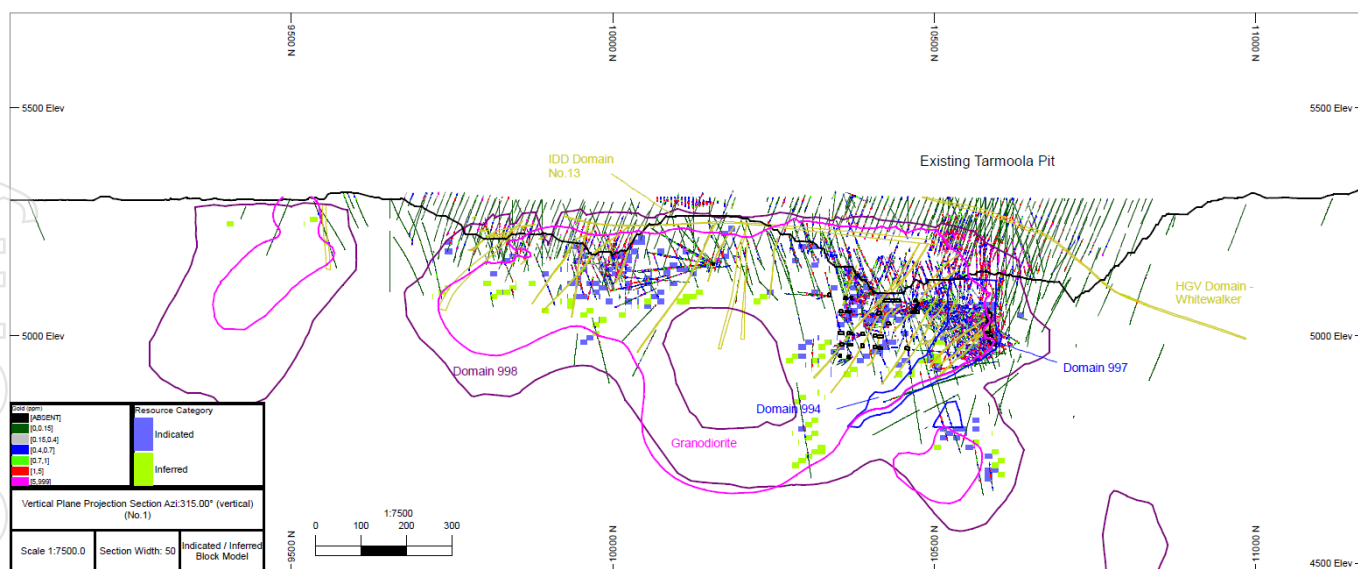 9500 N
10000 N
10500 N
11000 N
5500 Elev
5500 Elev
IDD Domain
No.13
Existing Tarmoola Pit
HGV Domain -
Whitewalker
5000 Elev
5000 Elev
Domain 998
Domain 997
Domain 994
Granodiorite
Gold (ppm)
[ABSENT]
[0,0.15]
[0.15,0.4]
[0.4,0.7]
[0.7,1]
[1,5]
[5,999]
Resource Category
Indicated
Inferred
Vertical Plane Projection Section Azi:315.00° (vertical)
(No.1)
Scale 1:7500.0
Section Width: 50
Indicated / Inferred
Block Model
1:7500
0 100 200 300
9500 N
10000 N
10500 N
11000 N
4500 Elev